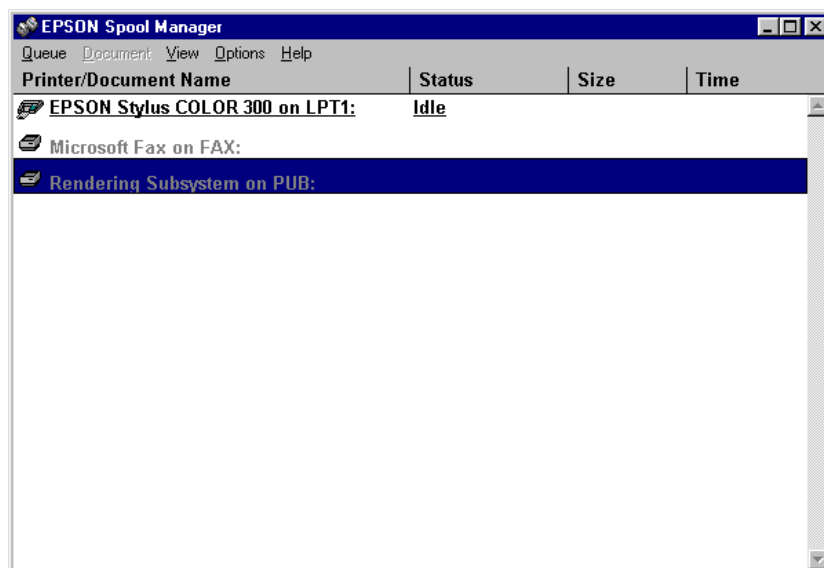 EPSON Spool Manager
Queue Document View Options Help
Printer/Document Name Status Size Time
EPSON Stylus COLOR 300 on LPT1: Idle
Microsoft Fax on FAX:
Rendering Subsystem on PUB: